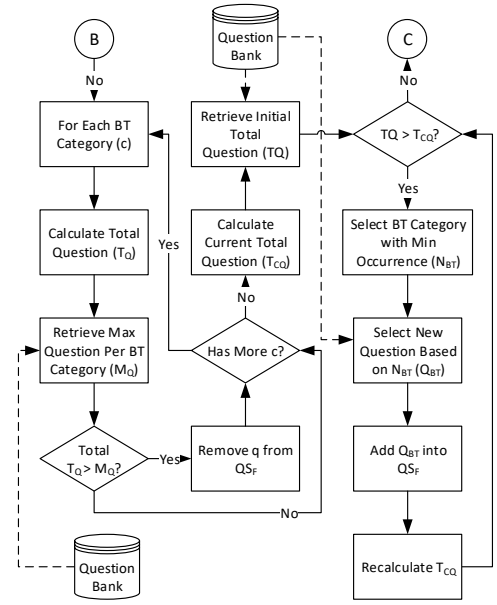 B
No
For Each BT
Category (c)
Calculate Total
Question (TQ)
Retrieve Max
Question Per BT
Category (MQ)
Total
TQ > MQ?
Yes
No
Question
Bank
Question
Bank
Retrieve Initial
Total
Question (TQ)
Calculate
Current Total
Question (TCQ)
Yes
No
Has More c?
Remove q from
QSF
C
No
TQ > TCQ?
Yes
Select BT Category
with Min
Occurrence (NBT)
Select New
Question Based
on NBT (QBT)
Add QBT into
QSF
Recalculate TCQ